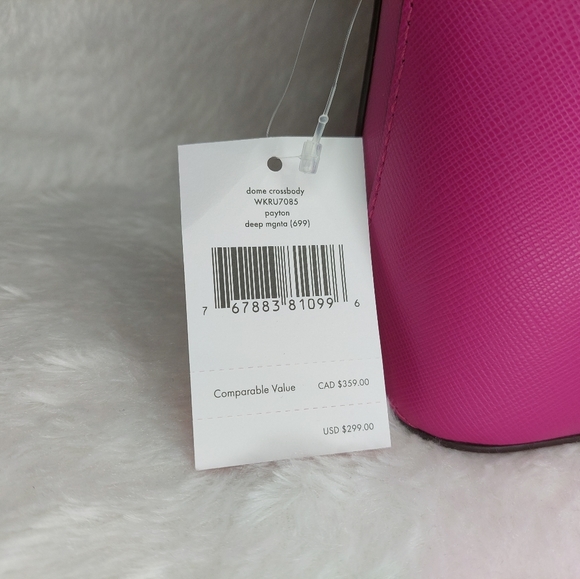 dome crossbody
WKRU7085
payton
deep mgnta (699)
7 67883 81099 6
Comparable Value CAD $359.00
USD $299.00